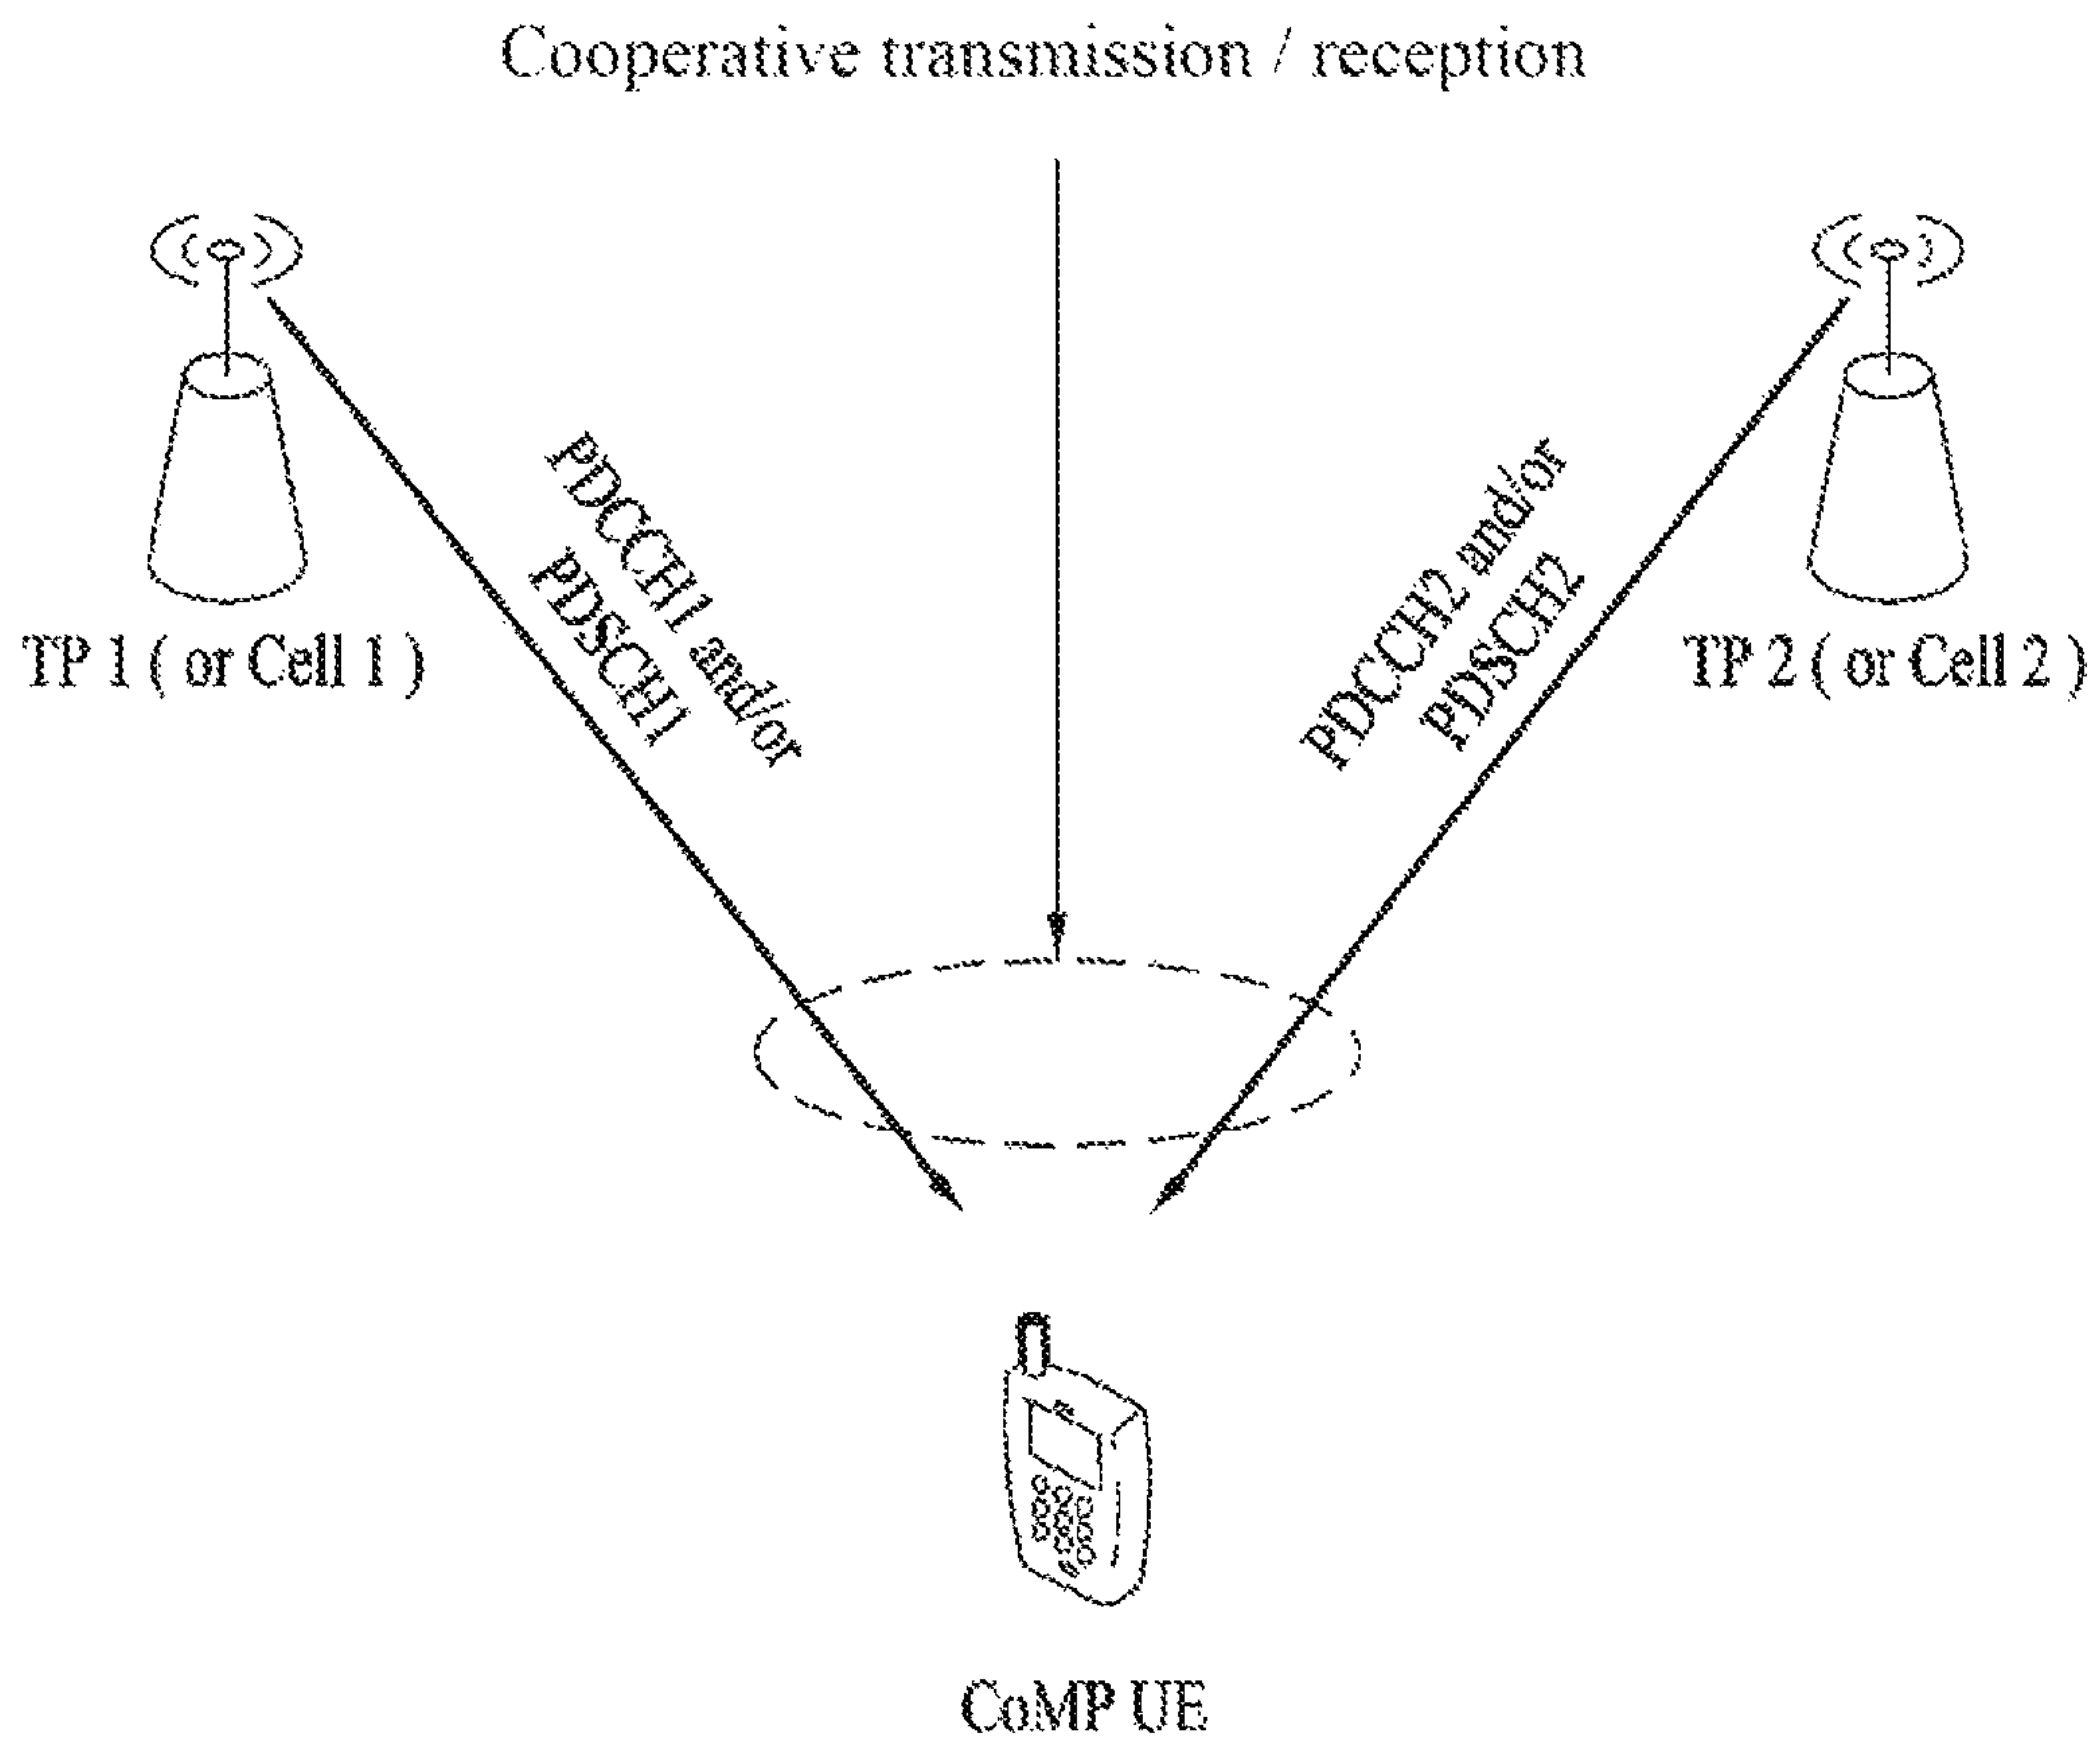 Cooperative transmission / reception
PDCCH1 and/or
PDSCH1
PDCCH2 and/or
PDSCH2
TP 1 ( or Cell 1 )
TP 2 ( or Cell 2 )
CoMP UE